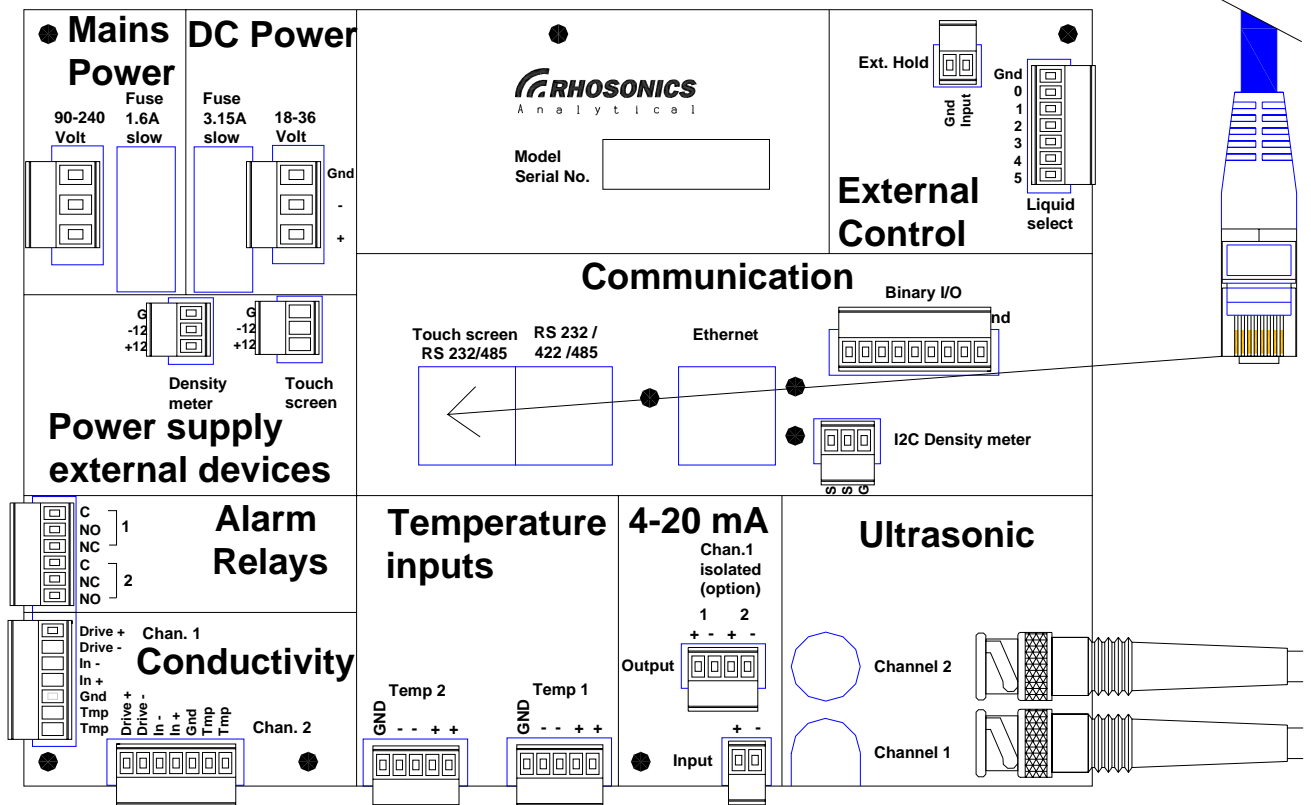 Mains
Power
DC Power
90-240
Volt
Fuse
1.6A
slow
Fuse
3.15A
slow
18-36
Volt
Gnd
-
+
RHOSONICS
Analytical
Model
Serial No.
Ext. Hold
Gnd
Input
Gnd
0
1
2
3
4
5
Liquid
select
External
Control
Communication
Touch screen
RS 232/485
RS 232 /
422 /485
Ethernet
Binary I/O
nd
I2C Density meter
S
S
G
G
-12
+12
Density
meter
G
-12
+12
Touch
screen
Power supply
external devices
C
NO
NC
1
C
NC
NO
2
Alarm
Relays
Drive +
Drive -
In -
In +
Gnd
Tmp
Tmp
Chan. 1
Conductivity
Drive +
Drive -
In -
In +
Gnd
Tmp
Tmp
Chan. 2
Temperature
inputs
Temp 2
GND - - + +
Temp 1
GND - - + +
4-20 mA
Chan.1
isolated
(option)
1 2
+ - + -
Output
+ -
Input
Ultrasonic
Channel 2
Channel 1